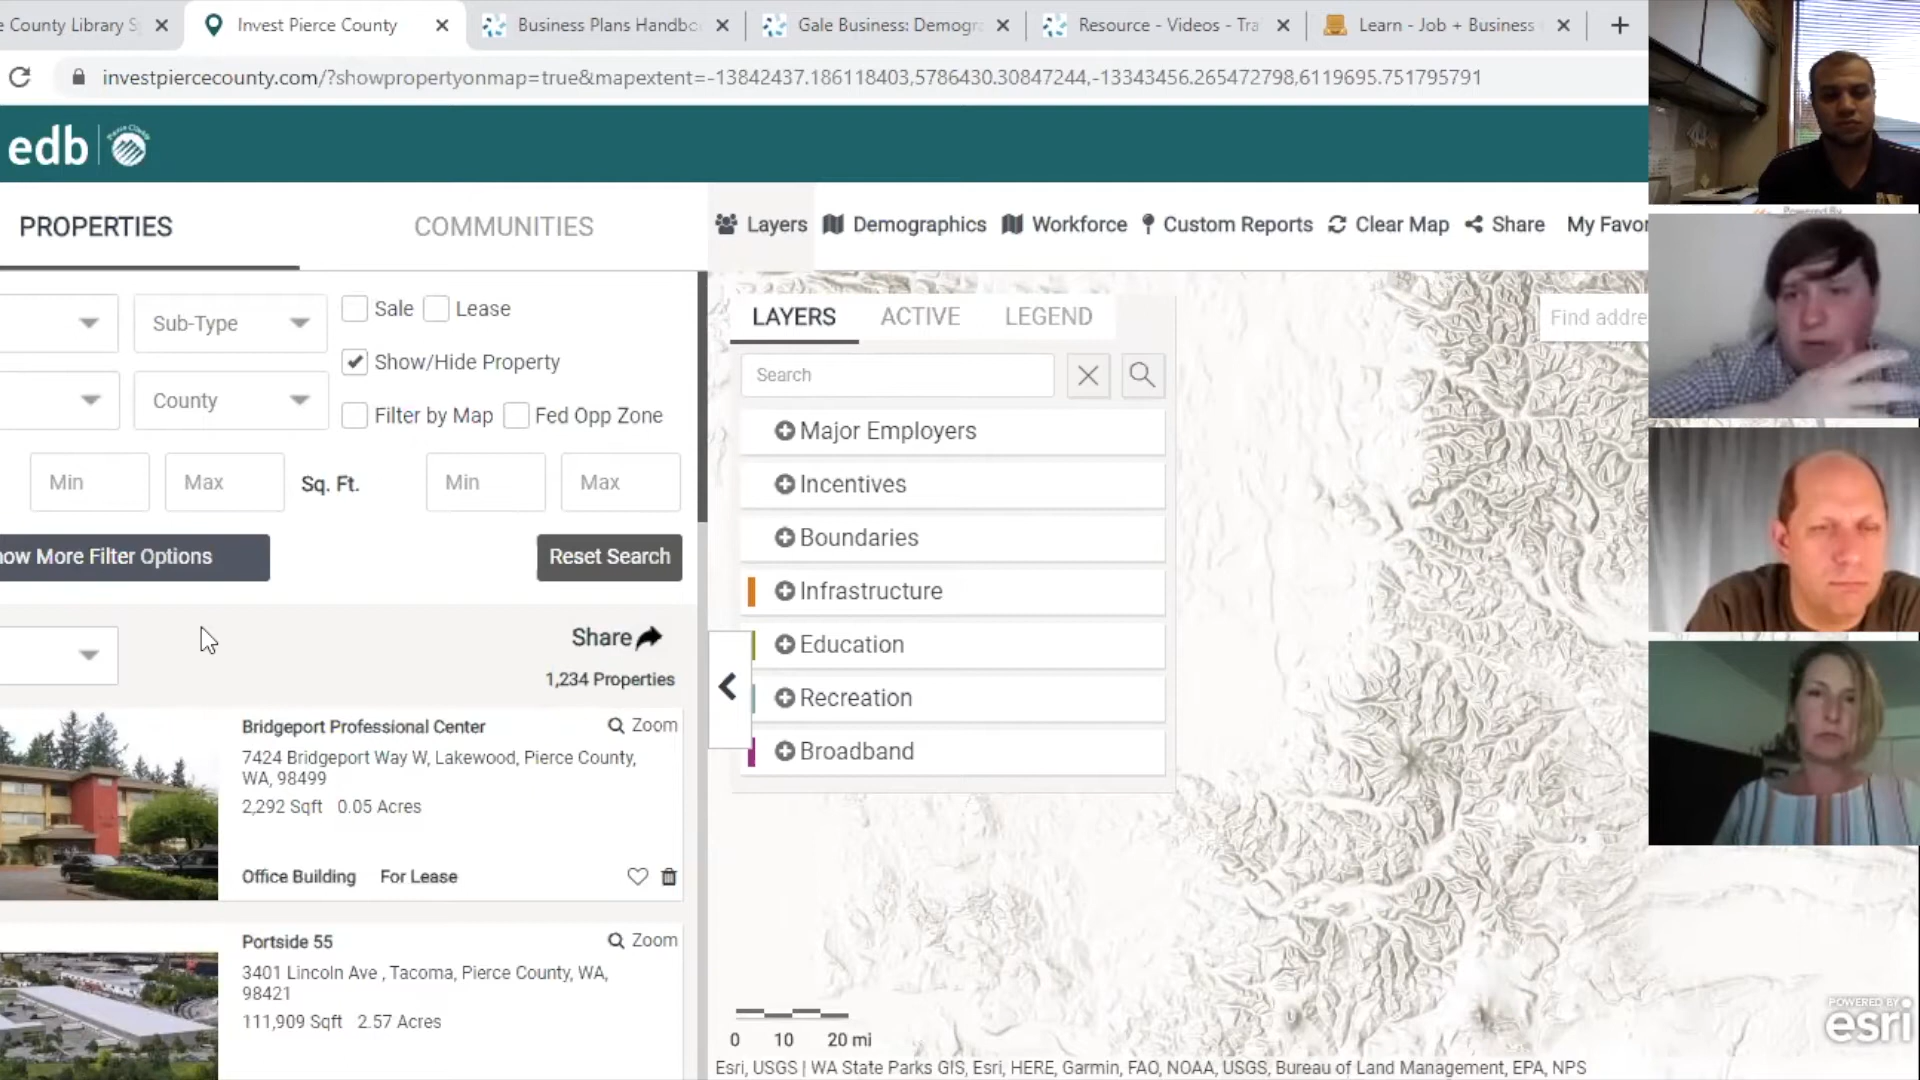 e County Library S
Invest Pierce County
Business Plans Handbo
Gale Business: Demogr
Resource - Videos - Tra
Learn - Job + Business
investpiercecounty.com/?showpropertyonmap=true&mapextent=-13842437.186118403,5786430.30847244,-13343456.265472798,6119695.751795791
edb Pierce County
PROPERTIES
COMMUNITIES
Layers
Demographics
Workforce
Custom Reports
Clear Map
Share
My Favor
Sub-Type
Sale
Lease
Show/Hide Property
County
Filter by Map
Fed Opp Zone
Min
Max
Sq. Ft.
Min
Max
how More Filter Options
Reset Search
Share
1,234 Properties
Bridgeport Professional Center
Zoom
7424 Bridgeport Way W, Lakewood, Pierce County,
WA, 98499
2,292 Sqft 0.05 Acres
Office Building For Lease
Portside 55
Zoom
3401 Lincoln Ave , Tacoma, Pierce County, WA,
98421
111,909 Sqft 2.57 Acres
LAYERS
ACTIVE
LEGEND
Search
Major Employers
Incentives
Boundaries
Infrastructure
Education
Recreation
Broadband
Find addre
Powered By
0 10 20 mi
POWERED BY
esri
Esri, USGS | WA State Parks GIS, Esri, HERE, Garmin, FAO, NOAA, USGS, Bureau of Land Management, EPA, NPS